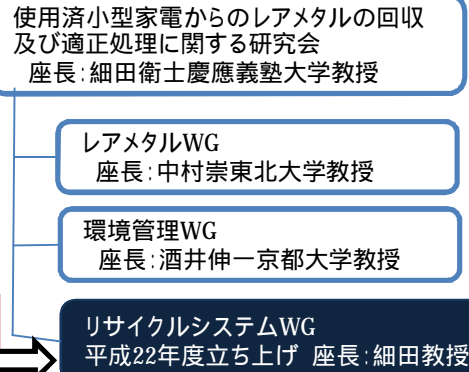 使用済小型家電からのレアメタルの回収
及び適正処理に関する研究会
座長:細田衛士慶應義塾大学教授
レアメタルWG
座長:中村崇東北大学教授
環境管理WG
座長:酒井伸一京都大学教授
リサイクルシステムWG
平成22年度立ち上げ 座長:細田教授